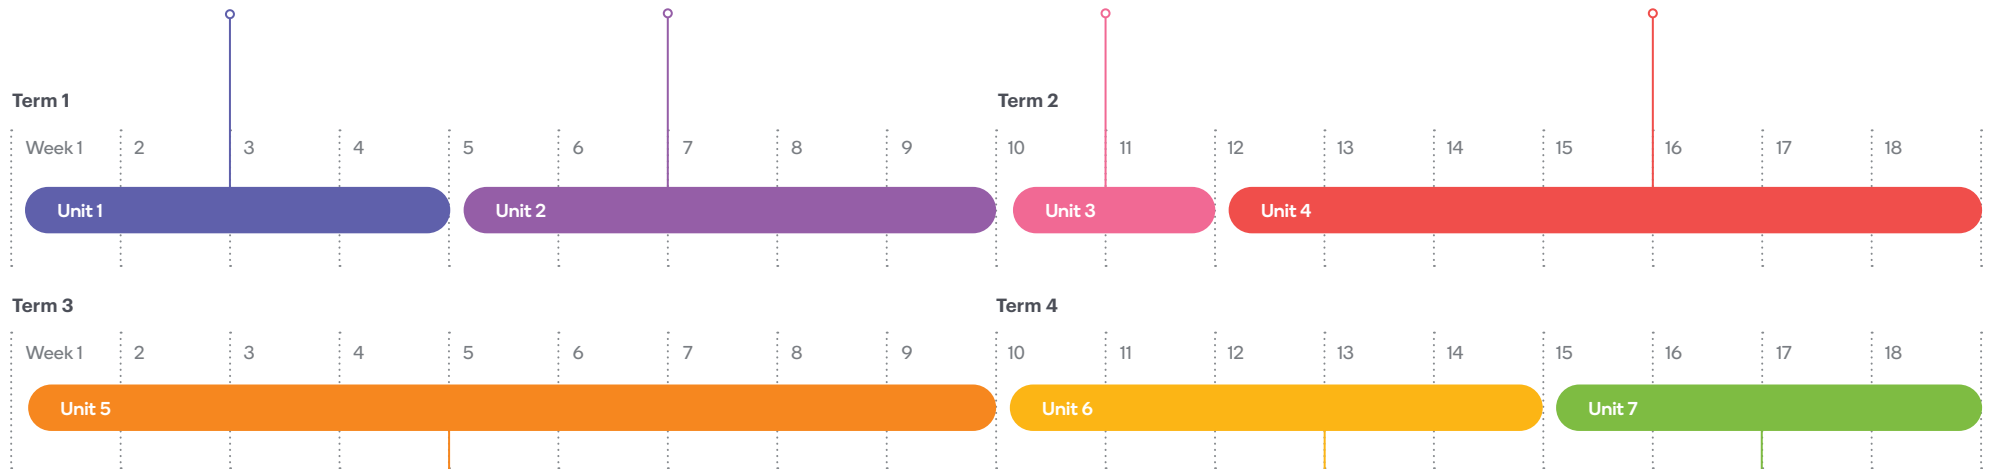 Term 1 Term 2
Week 1 2 3 4 5 6 7 8 9 10 11 12 13 14 15 16 17 18
Unit 1 Unit 2 Unit 3 Unit 4
Term 3 Term 4
Week 1 2 3 4 5 6 7 8 9 10 11 12 13 14 15 16 17 18
Unit 5 Unit 6 Unit 7